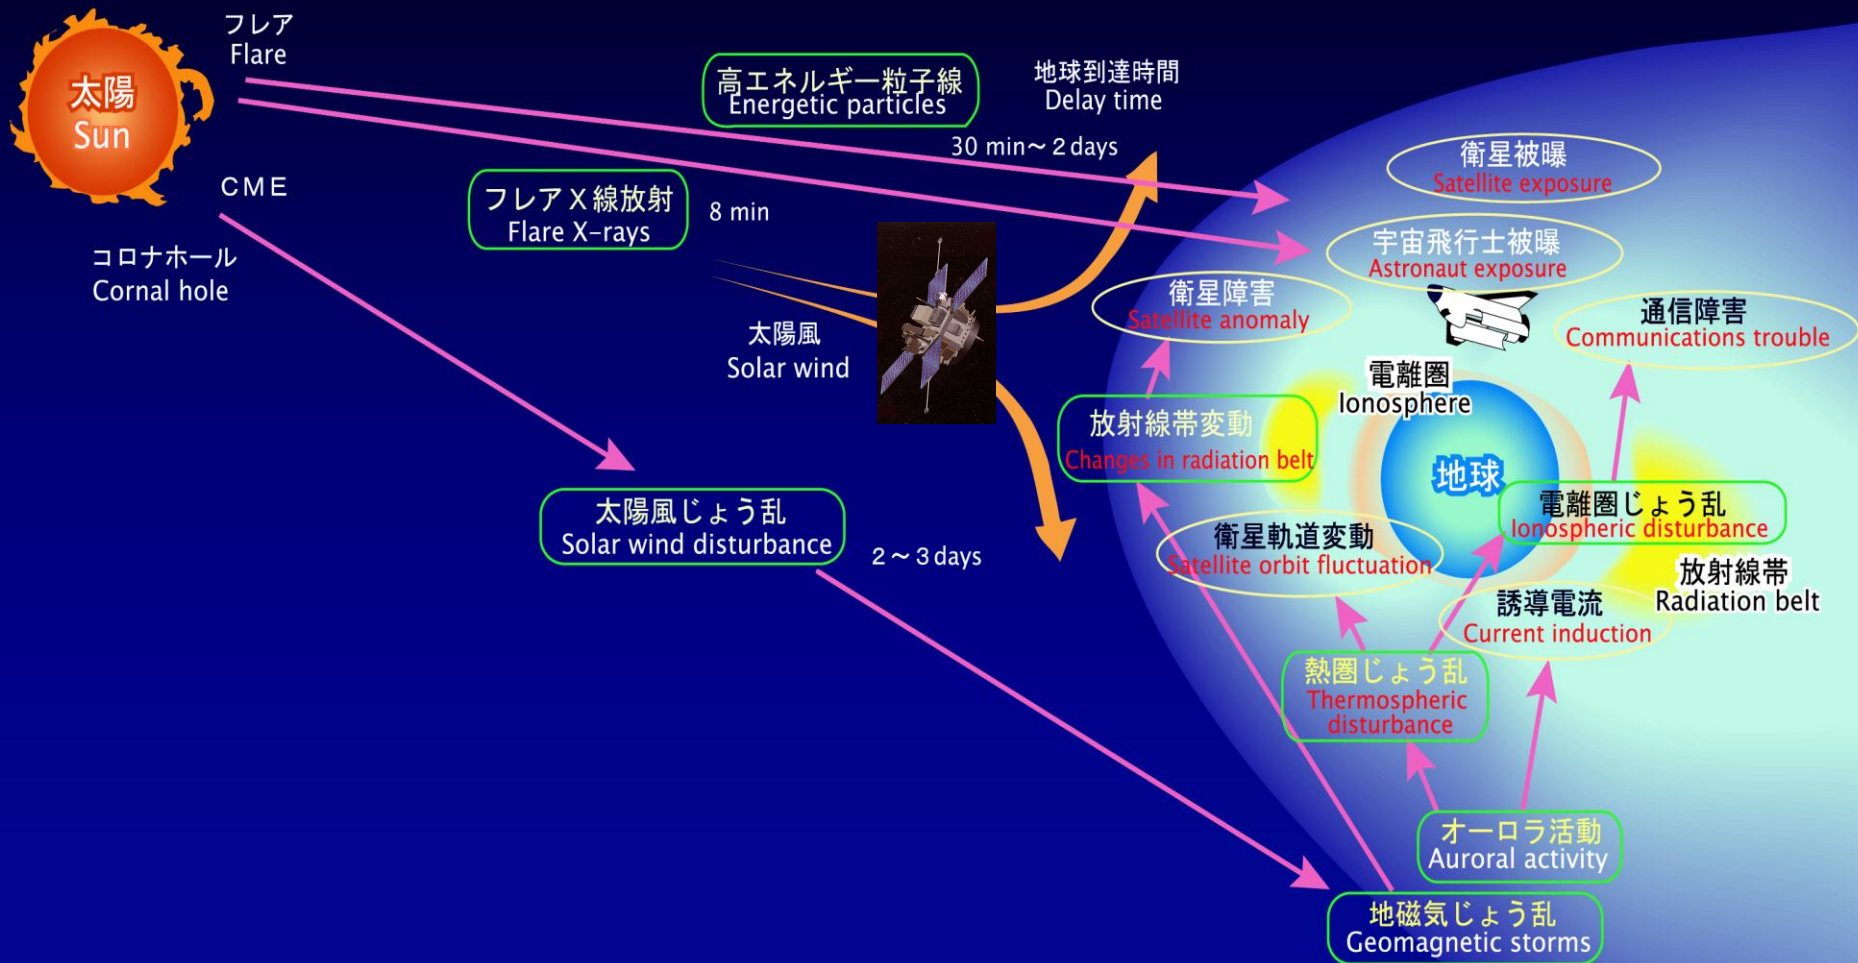 フレア
Flare
太陽
Sun
高エネルギー粒子線
Energetic particles
地球到達時間
Delay time
30 min~ 2 days
衛星被曝
Satellite exposure
CME
フレアX線放射
Flare X-rays
8 min
宇宙飛行士被曝
Astronaut exposure
コロナホール
Cornal hole
衛星障害
Satellite anomaly
通信障害
Communications trouble
太陽風
Solar wind
電離圏
Ionosphere
放射線帯変動
Changes in radiation belt
地球
太陽風じょう乱
Solar wind disturbance
2 ~ 3 days
電離圏じょう乱
Ionospheric disturbance
衛星軌道変動
Satellite orbit fluctuation
放射線帯
Radiation belt
誘導電流
Current induction
熱圏じょう乱
Thermospheric
disturbance
オーロラ活動
Auroral activity
地磁気じょう乱
Geomagnetic storms